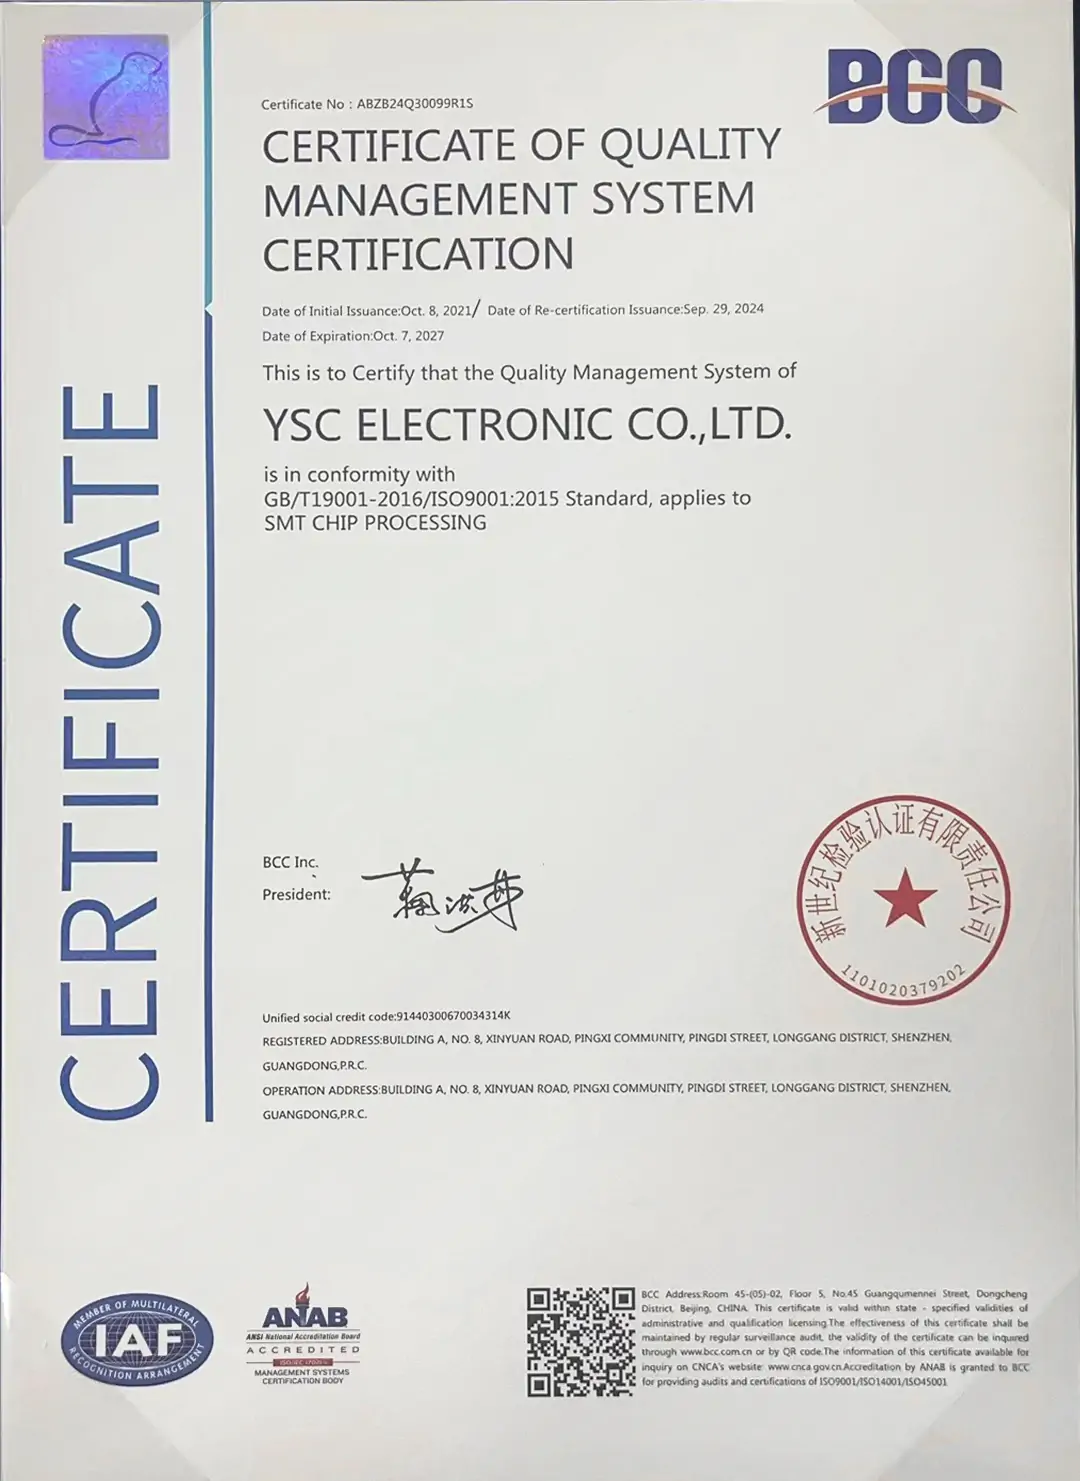 BCC
Certificate No : ABZB24Q30099R1S
CERTIFICATE OF QUALITY
MANAGEMENT SYSTEM
CERTIFICATION
Date of Initial Issuance:Oct. 8, 2021/ Date of Re-certification Issuance:Sep. 29, 2024
Date of Expiration:Oct. 7, 2027
This is to Certify that the Quality Management System of
YSC ELECTRONIC CO.,LTD.
is in conformity with
GB/T19001-2016/ISO9001:2015 Standard, applies to
SMT CHIP PROCESSING
CERTIFICATE
BCC Inc.
President:
新世纪检验认证有限责任公司
1101020379202
Unified social credit code:91440300670034314K
REGISTERED ADDRESS:BUILDING A, NO. 8, XINYUAN ROAD, PINGXI COMMUNITY, PINGDI STREET, LONGGANG DISTRICT, SHENZHEN,
GUANGDONG,P.R.C.
OPERATION ADDRESS:BUILDING A, NO. 8, XINYUAN ROAD, PINGXI COMMUNITY, PINGDI STREET, LONGGANG DISTRICT, SHENZHEN,
GUANGDONG,P.R.C.
MEMBER OF MULTILATERAL
IAF
RECOGNITION ARRANGEMENT
ANAB
ANSI National Accreditation Board
ACCREDITED
MANAGEMENT SYSTEMS
CERTIFICATION BODY
BCC Address:Room 45-(05)-02, Floor 5, No.45 Guangqumennei Street, Dongcheng
District, Beijing, CHINA. This certificate is valid within state - specified validities of
administrative and qualification licensing.The effectiveness of this certificate shall be
maintained by regular surveillance audit, the validity of the certificate can be inquired
through www.bcc.com.cn or by QR code.The information of this certificate available for
inquiry on CNCA's website: www.cnca.gov.cn.Accreditation by ANAB is granted to BCC
for providing audits and certifications of ISO9001/ISO14001/ISO45001